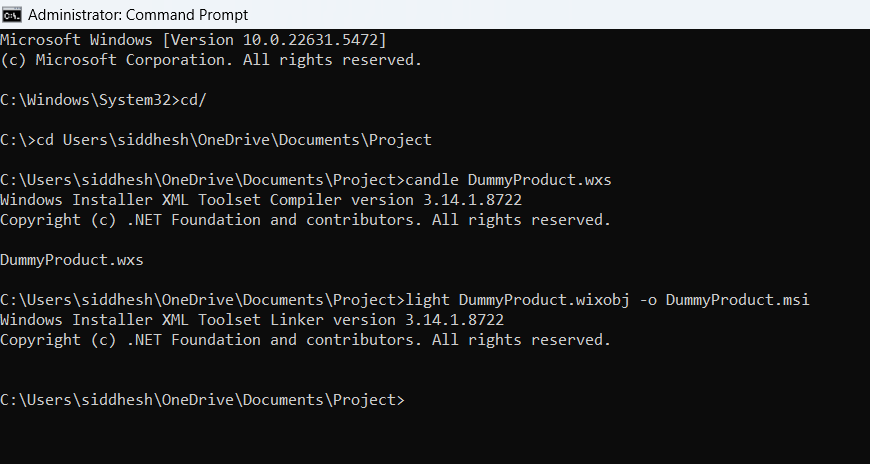 Administrator: Command Prompt
Microsoft Windows [Version 10.0.22631.5472]
(c) Microsoft Corporation. All rights reserved.
C:\Windows\System32>cd/
C:\>cd Users\siddhesh\OneDrive\Documents\Project
C:\Users\siddhesh\OneDrive\Documents\Project>candle DummyProduct.wxs
Windows Installer XML Toolset Compiler version 3.14.1.8722
Copyright (c) .NET Foundation and contributors. All rights reserved.
DummyProduct.wxs
C:\Users\siddhesh\OneDrive\Documents\Project>light DummyProduct.wixobj -o DummyProduct.msi
Windows Installer XML Toolset Linker version 3.14.1.8722
Copyright (c) .NET Foundation and contributors. All rights reserved.
C:\Users\siddhesh\OneDrive\Documents\Project>